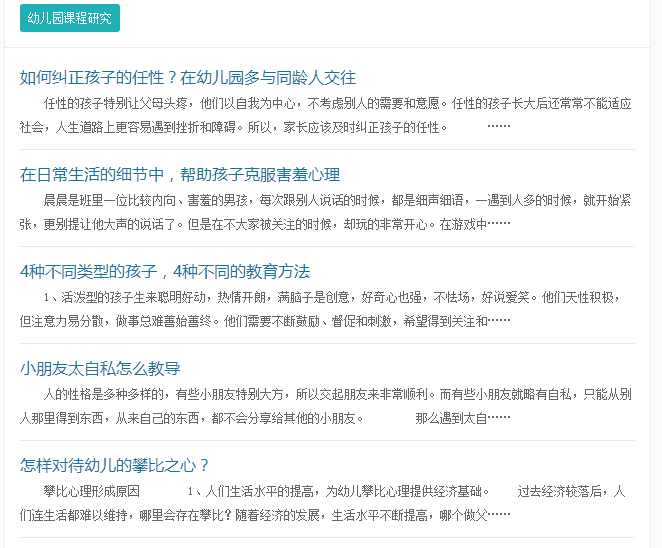 幼儿园课程研究
如何纠正孩子的任性？在幼儿园多与同龄人交往
任性的孩子特别让父母头疼，他们以自我为中心，不考虑别人的需要和意愿。任性的孩子长大后还常常不能适应
社会，人生道路上更容易遇到挫折和障碍。所以，家长应该及时纠正孩子的任性。 ……
在日常生活的细节中，帮助孩子克服害羞心理
晨晨是班里一位比较内向、害羞的男孩，每次跟别人说话的时候，都是细声细语，一遇到人多的时候，就开始紧
张，更别提让他大声的说话了。但是在不大家被关注的时候，却玩的非常开心。在游戏中……
4种不同类型的孩子，4种不同的教育方法
1、活泼型的孩子生来聪明好动，热情开朗，满脑子是创意，好奇心也强，不怯场，好说爱笑。他们天性积极，
但注意力易分散，做事总难善始善终。他们需要不断鼓励、督促和刺激，希望得到关注和……
小朋友太自私怎么教导
人的性格是多种多样的，有些小朋友特别大方，所以交起朋友来非常顺利。而有些小朋友就略有自私，只能从别
人那里得到东西，从来自己的东西，都不会分享给其他的小朋友。 那么遇到太自……
怎样对待幼儿的攀比之心？
攀比心理形成原因 1、人们生活水平的提高，为幼儿攀比心理提供经济基础。 过去经济较落后，人
们连生活都难以维持，哪里会存在攀比？随着经济的发展，生活水平不断提高，哪个做父……